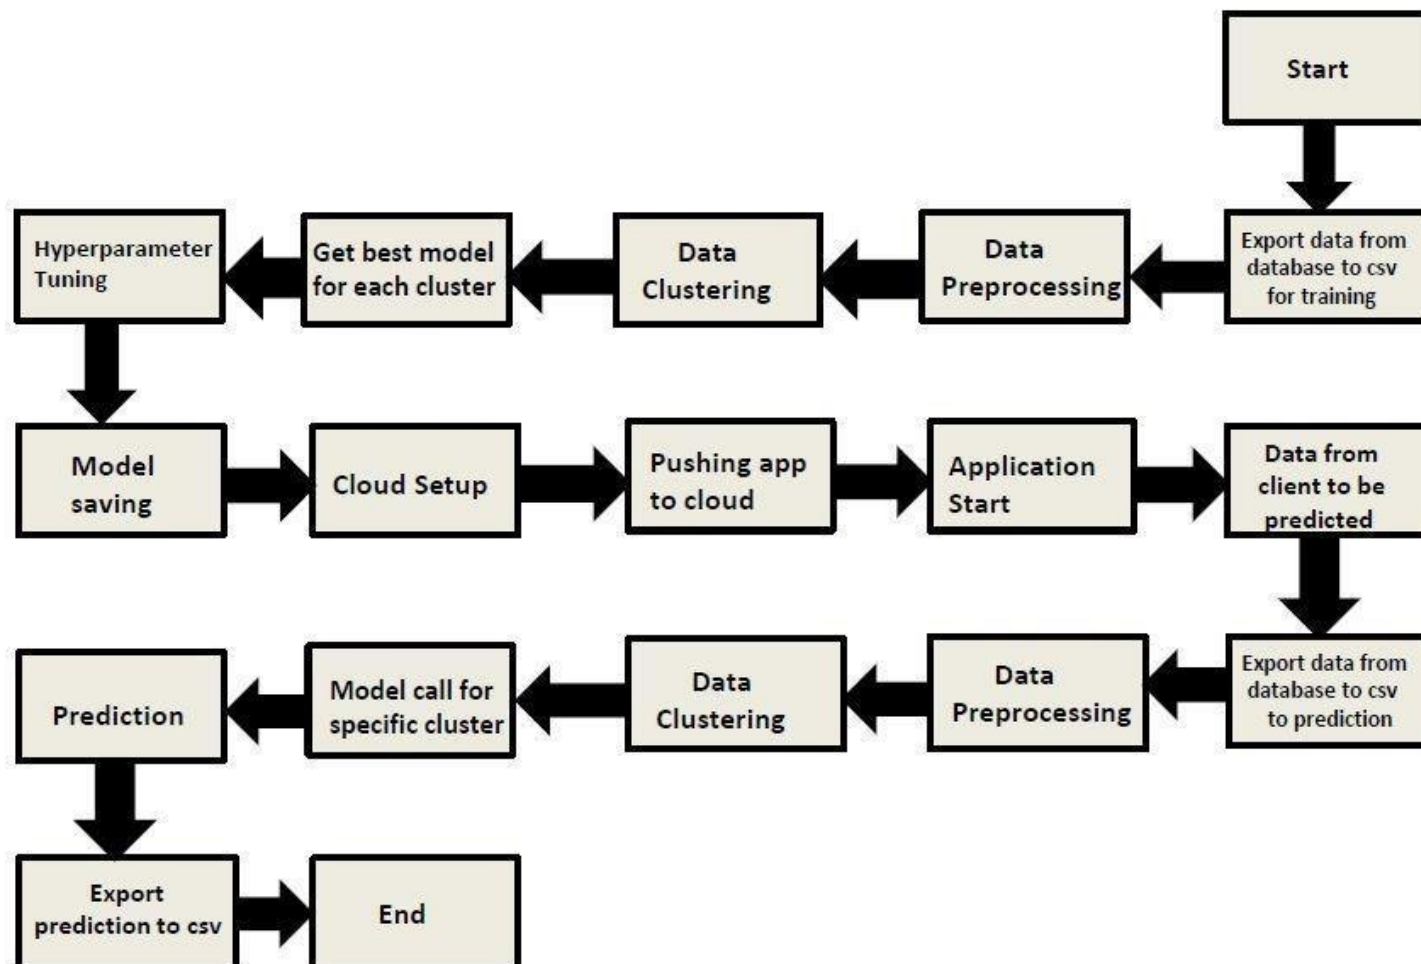 Start
Export data from
database to csv
for training
Data
Preprocessing
Data
Clustering
Get best model
for each cluster
Hyperparameter
Tuning
Model
saving
Cloud Setup
Pushing app
to cloud
Application
Start
Data from
client to be
predicted
Export data from
database to csv
to prediction
Data
Preprocessing
Data
Clustering
Model call for
specific cluster
Prediction
Export
prediction to csv
End